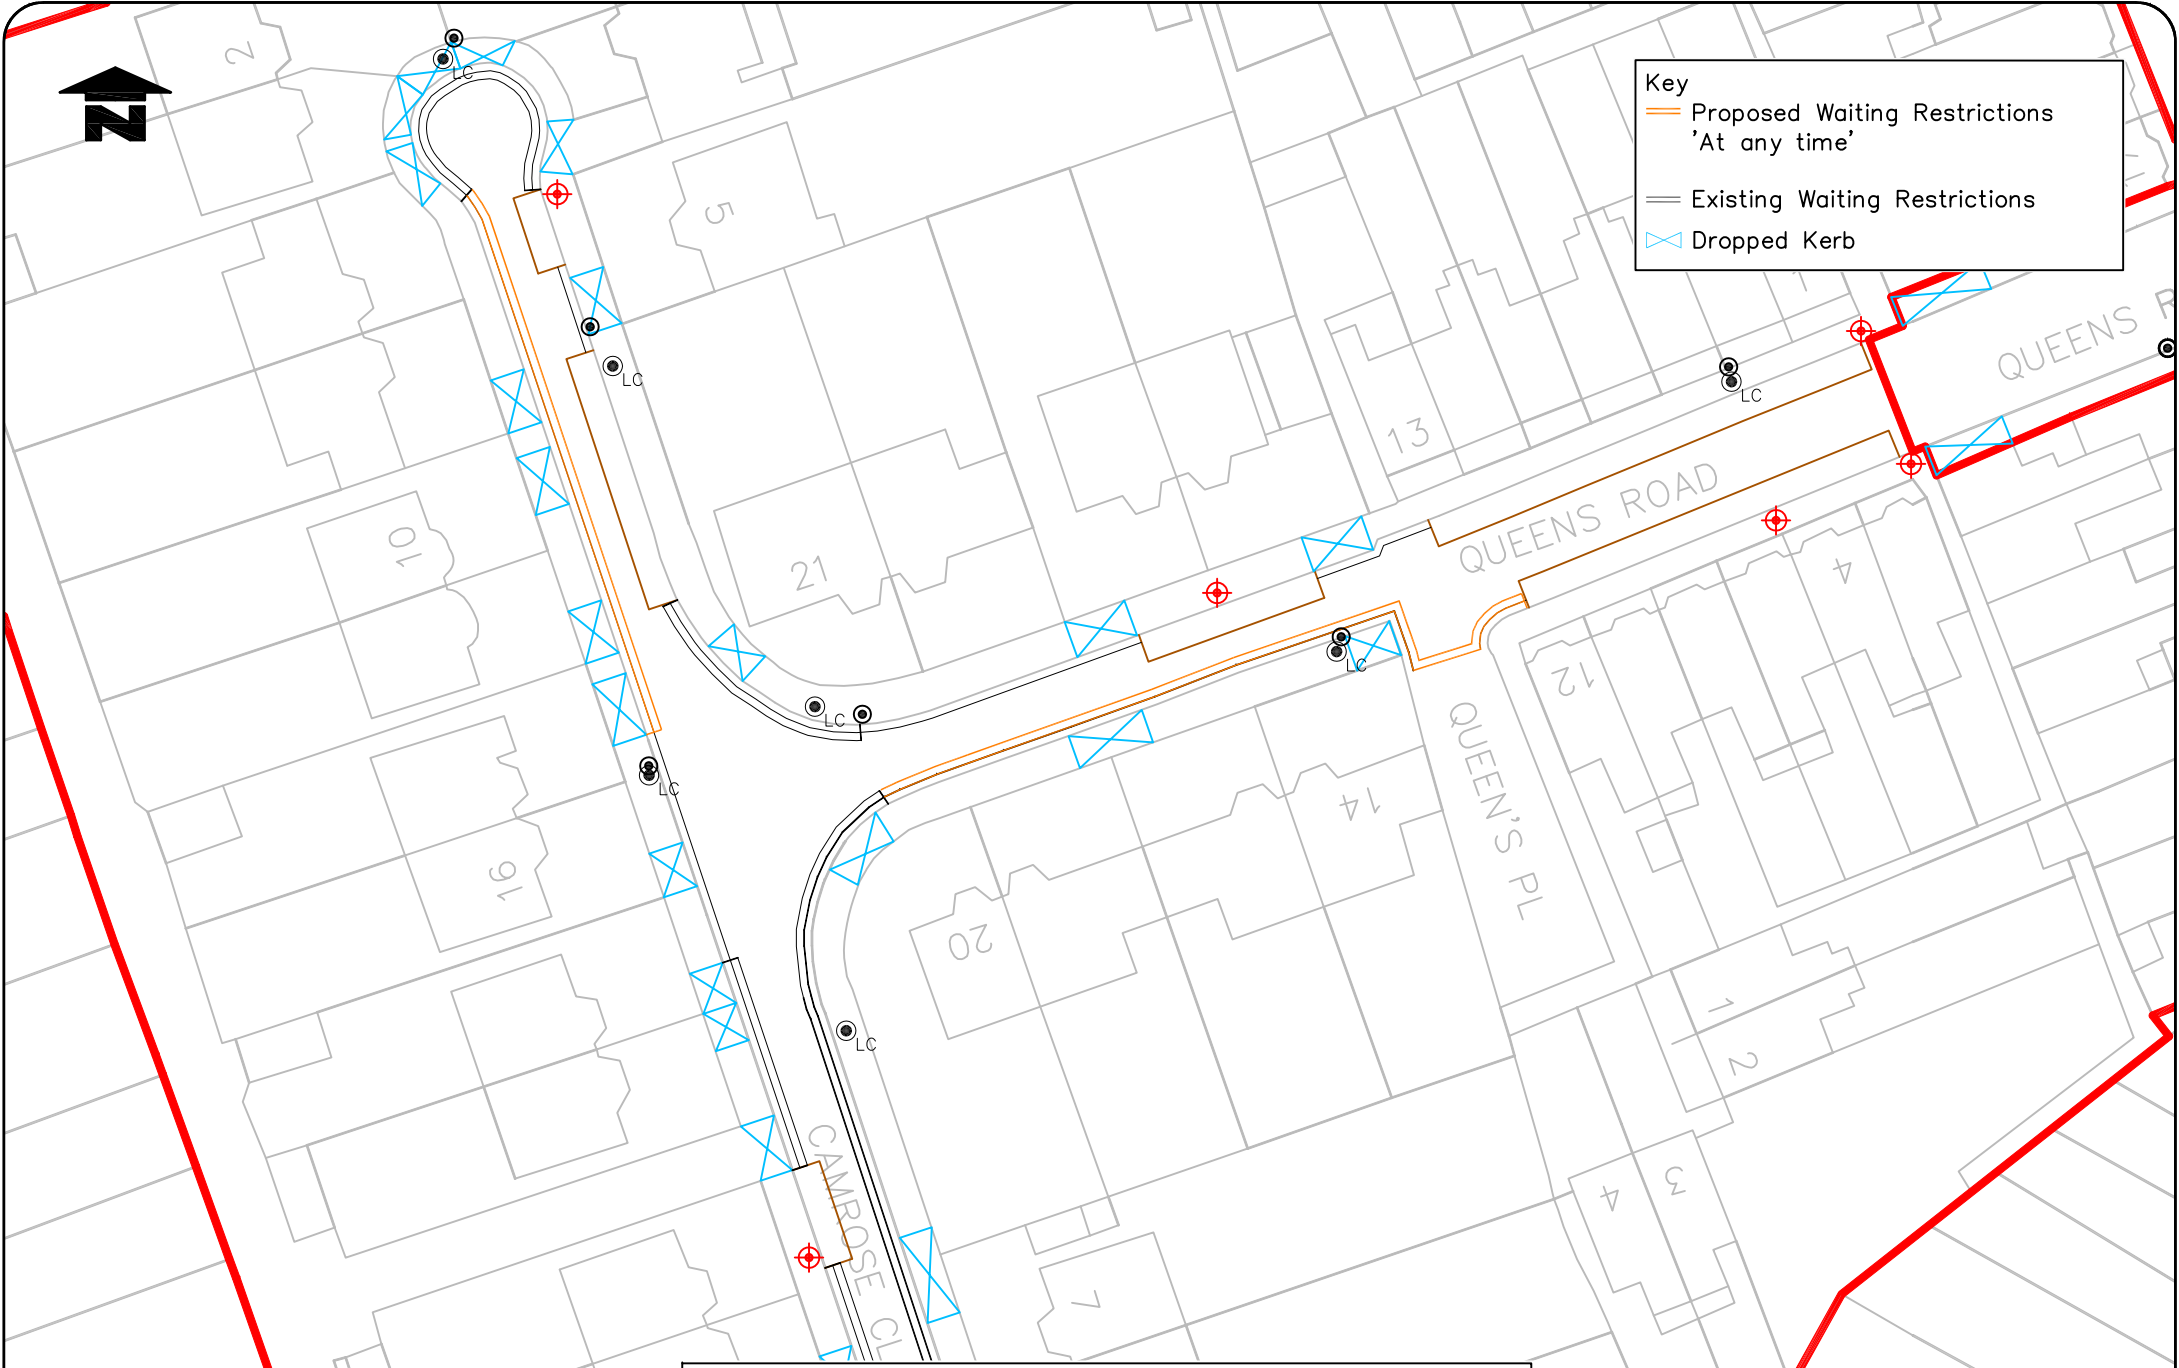 Key
Proposed Waiting Restrictions
'At any time'
Existing Waiting Restrictions
Dropped Kerb
N
2
LC
5
LC
10
21
LC
LC
16
13
LC
QUEENS ROAD
QUEENS R
4
12
LC
14
20
LC
QUEEN'S PL
1
2
3
4
7
CAMROSE CL